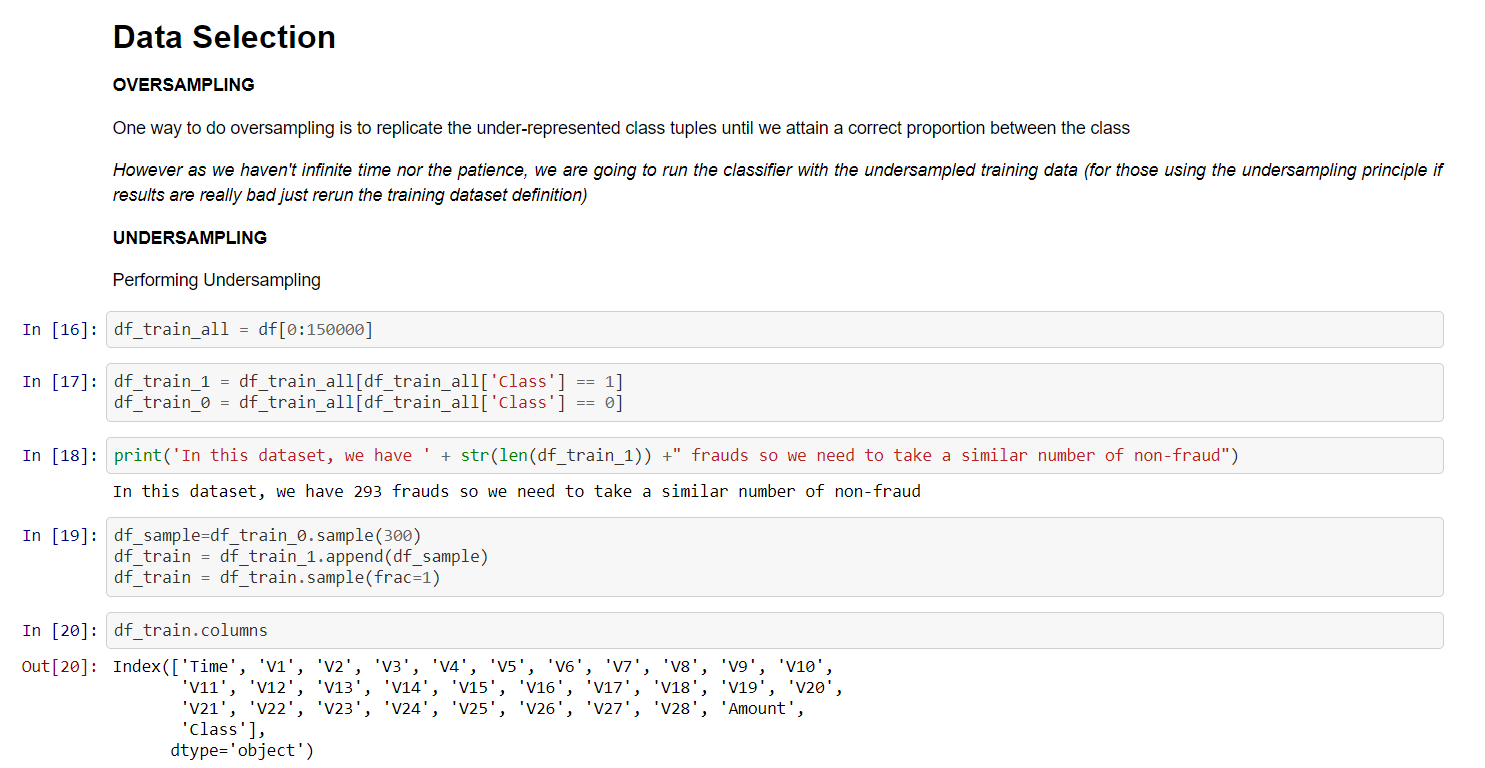 Data Selection
OVERSAMPLING
One way to do oversampling is to replicate the under-represented class tuples until we attain a correct proportion between the class
However as we haven't infinite time nor the patience, we are going to run the classifier with the undersampled training data (for those using the undersampling principle if
results are really bad just rerun the training dataset definition)
UNDERSAMPLING
Performing Undersampling
In [16]: df_train_all = df[0:150000]
In [17]: df_train_1 = df_train_all[df_train_all['Class'] == 1]
df_train_0 = df_train_all[df_train_all['Class'] == 0]
In [18]: print('In this dataset, we have ' + str(len(df_train_1)) +" frauds so we need to take a similar number of non-fraud")
In this dataset, we have 293 frauds so we need to take a similar number of non-fraud
In [19]: df_sample=df_train_0.sample(300)
df_train = df_train_1.append(df_sample)
df_train = df_train.sample(frac=1)
In [20]: df_train.columns
Out[20]: Index(['Time', 'V1', 'V2', 'V3', 'V4', 'V5', 'V6', 'V7', 'V8', 'V9', 'V10',
'V11', 'V12', 'V13', 'V14', 'V15', 'V16', 'V17', 'V18', 'V19', 'V20',
'V21', 'V22', 'V23', 'V24', 'V25', 'V26', 'V27', 'V28', 'Amount',
'Class'],
dtype='object')